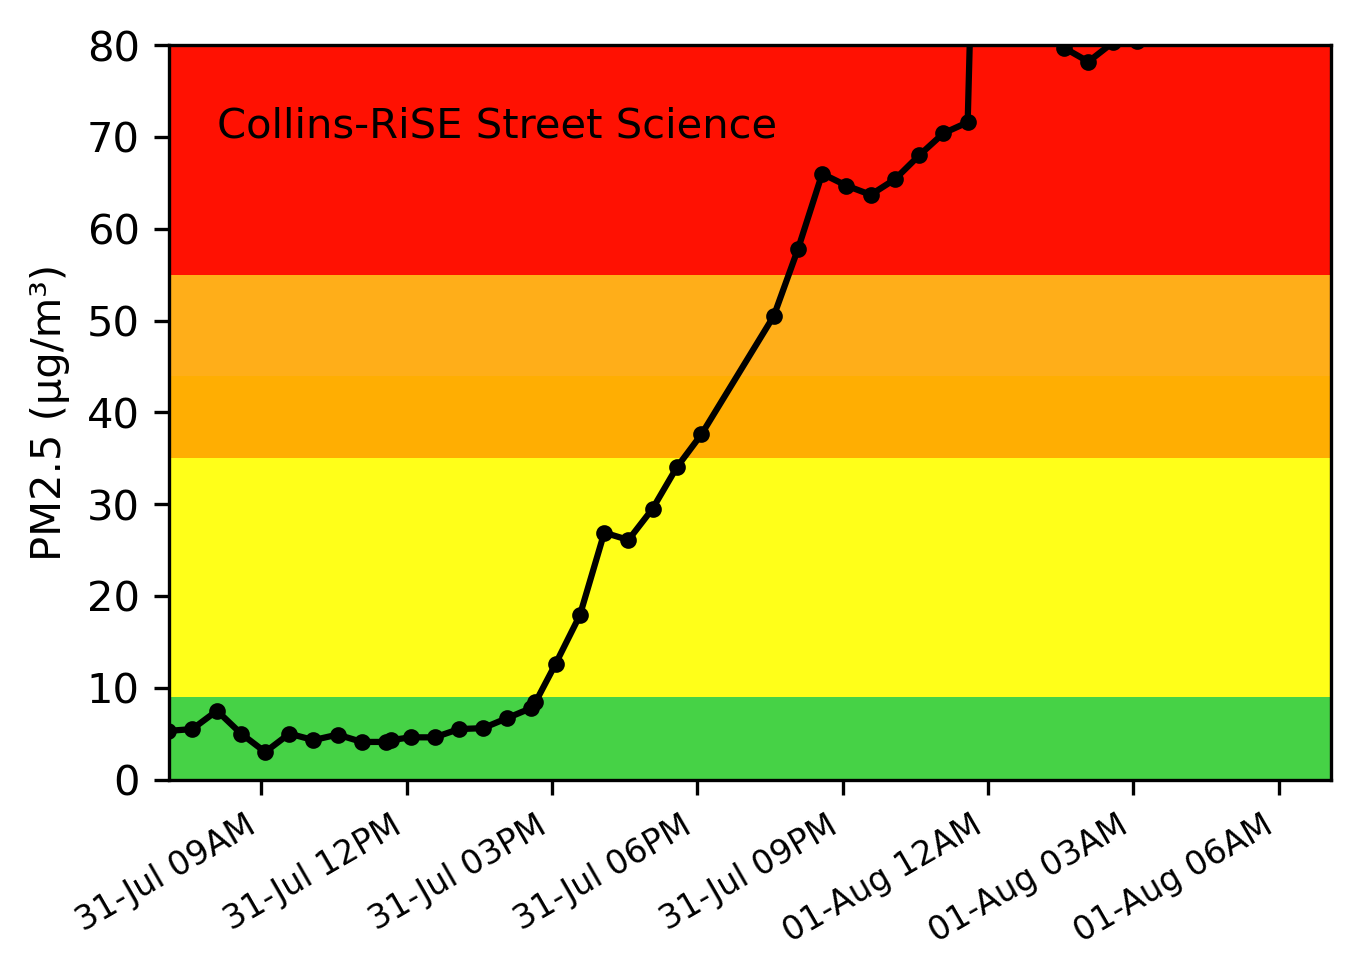 80
Collins-RiSE Street Science
70
60
50
40
30
20
10
0
PM2.5 (µg/m³)
31-Jul 09AM
31-Jul 12PM
31-Jul 03PM
31-Jul 06PM
31-Jul 09PM
01-Aug 12AM
01-Aug 03AM
01-Aug 06AM